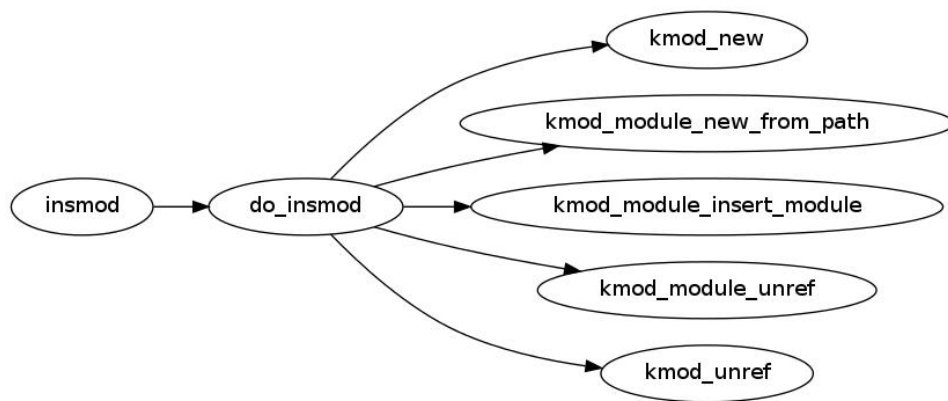 kmod_new
kmod_module_new_from_path
insmod
do_insmod
kmod_module_insert_module
kmod_module_unref
kmod_unref